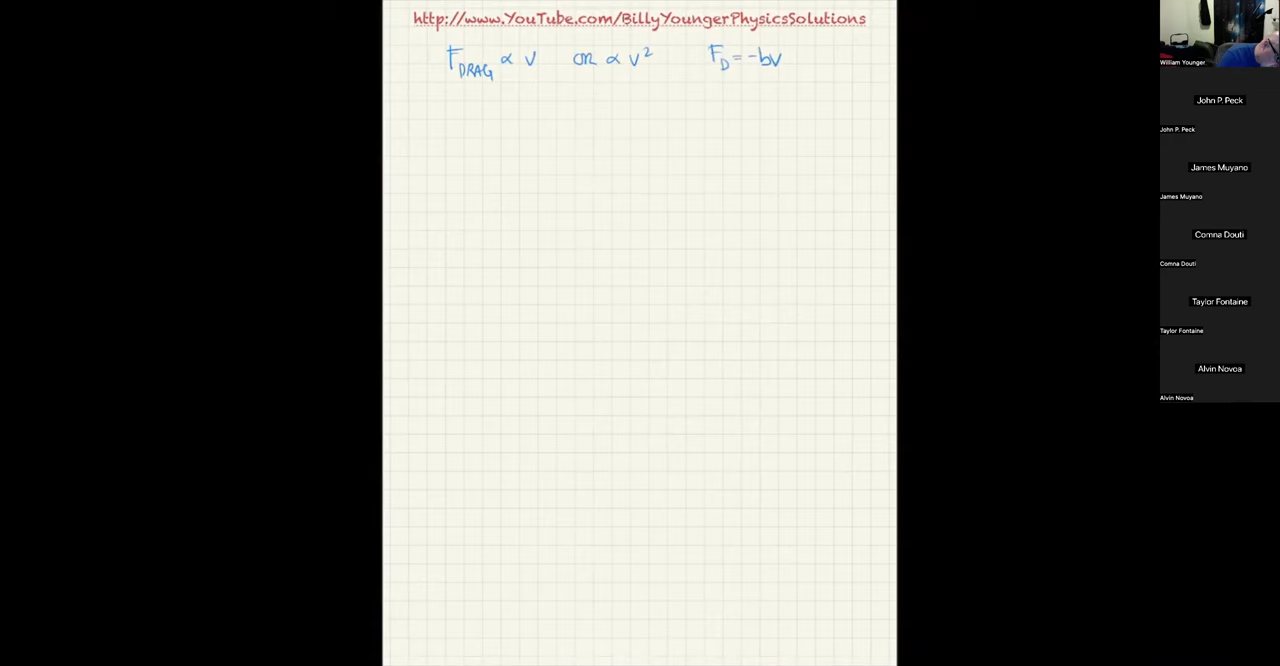 http://www.YouTube.com/BillyYoungerPhysicsSolutions
F_DRAG ∝ v OR ∝ v² F_D = -bv
William Younger
John P. Peck
John P. Peck
James Muyano
James Muyano
Comna Douti
Comna Douti
Taylor Fontaine
Taylor Fontaine
Alvin Novoa
Alvin Novoa